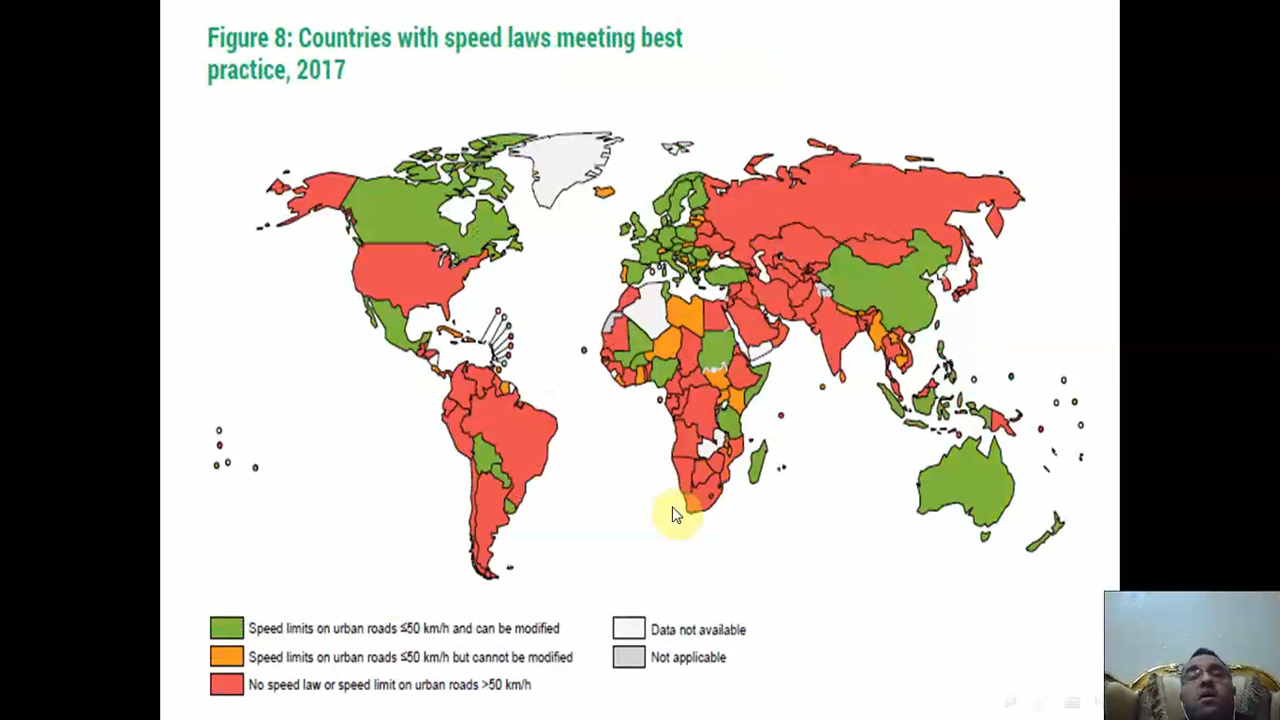 Figure 8: Countries with speed laws meeting best
practice, 2017
Speed limits on urban roads ≤50 km/h and can be modified
Speed limits on urban roads ≤50 km/h but cannot be modified
No speed law or speed limit on urban roads >50 km/h
Data not available
Not applicable